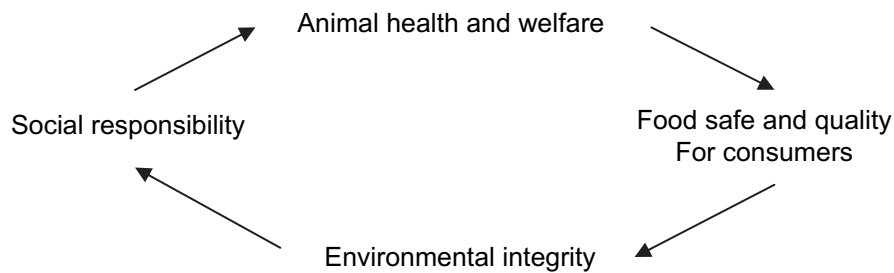 Animal health and welfare
Social responsibility
Food safe and quality
For consumers
Environmental integrity